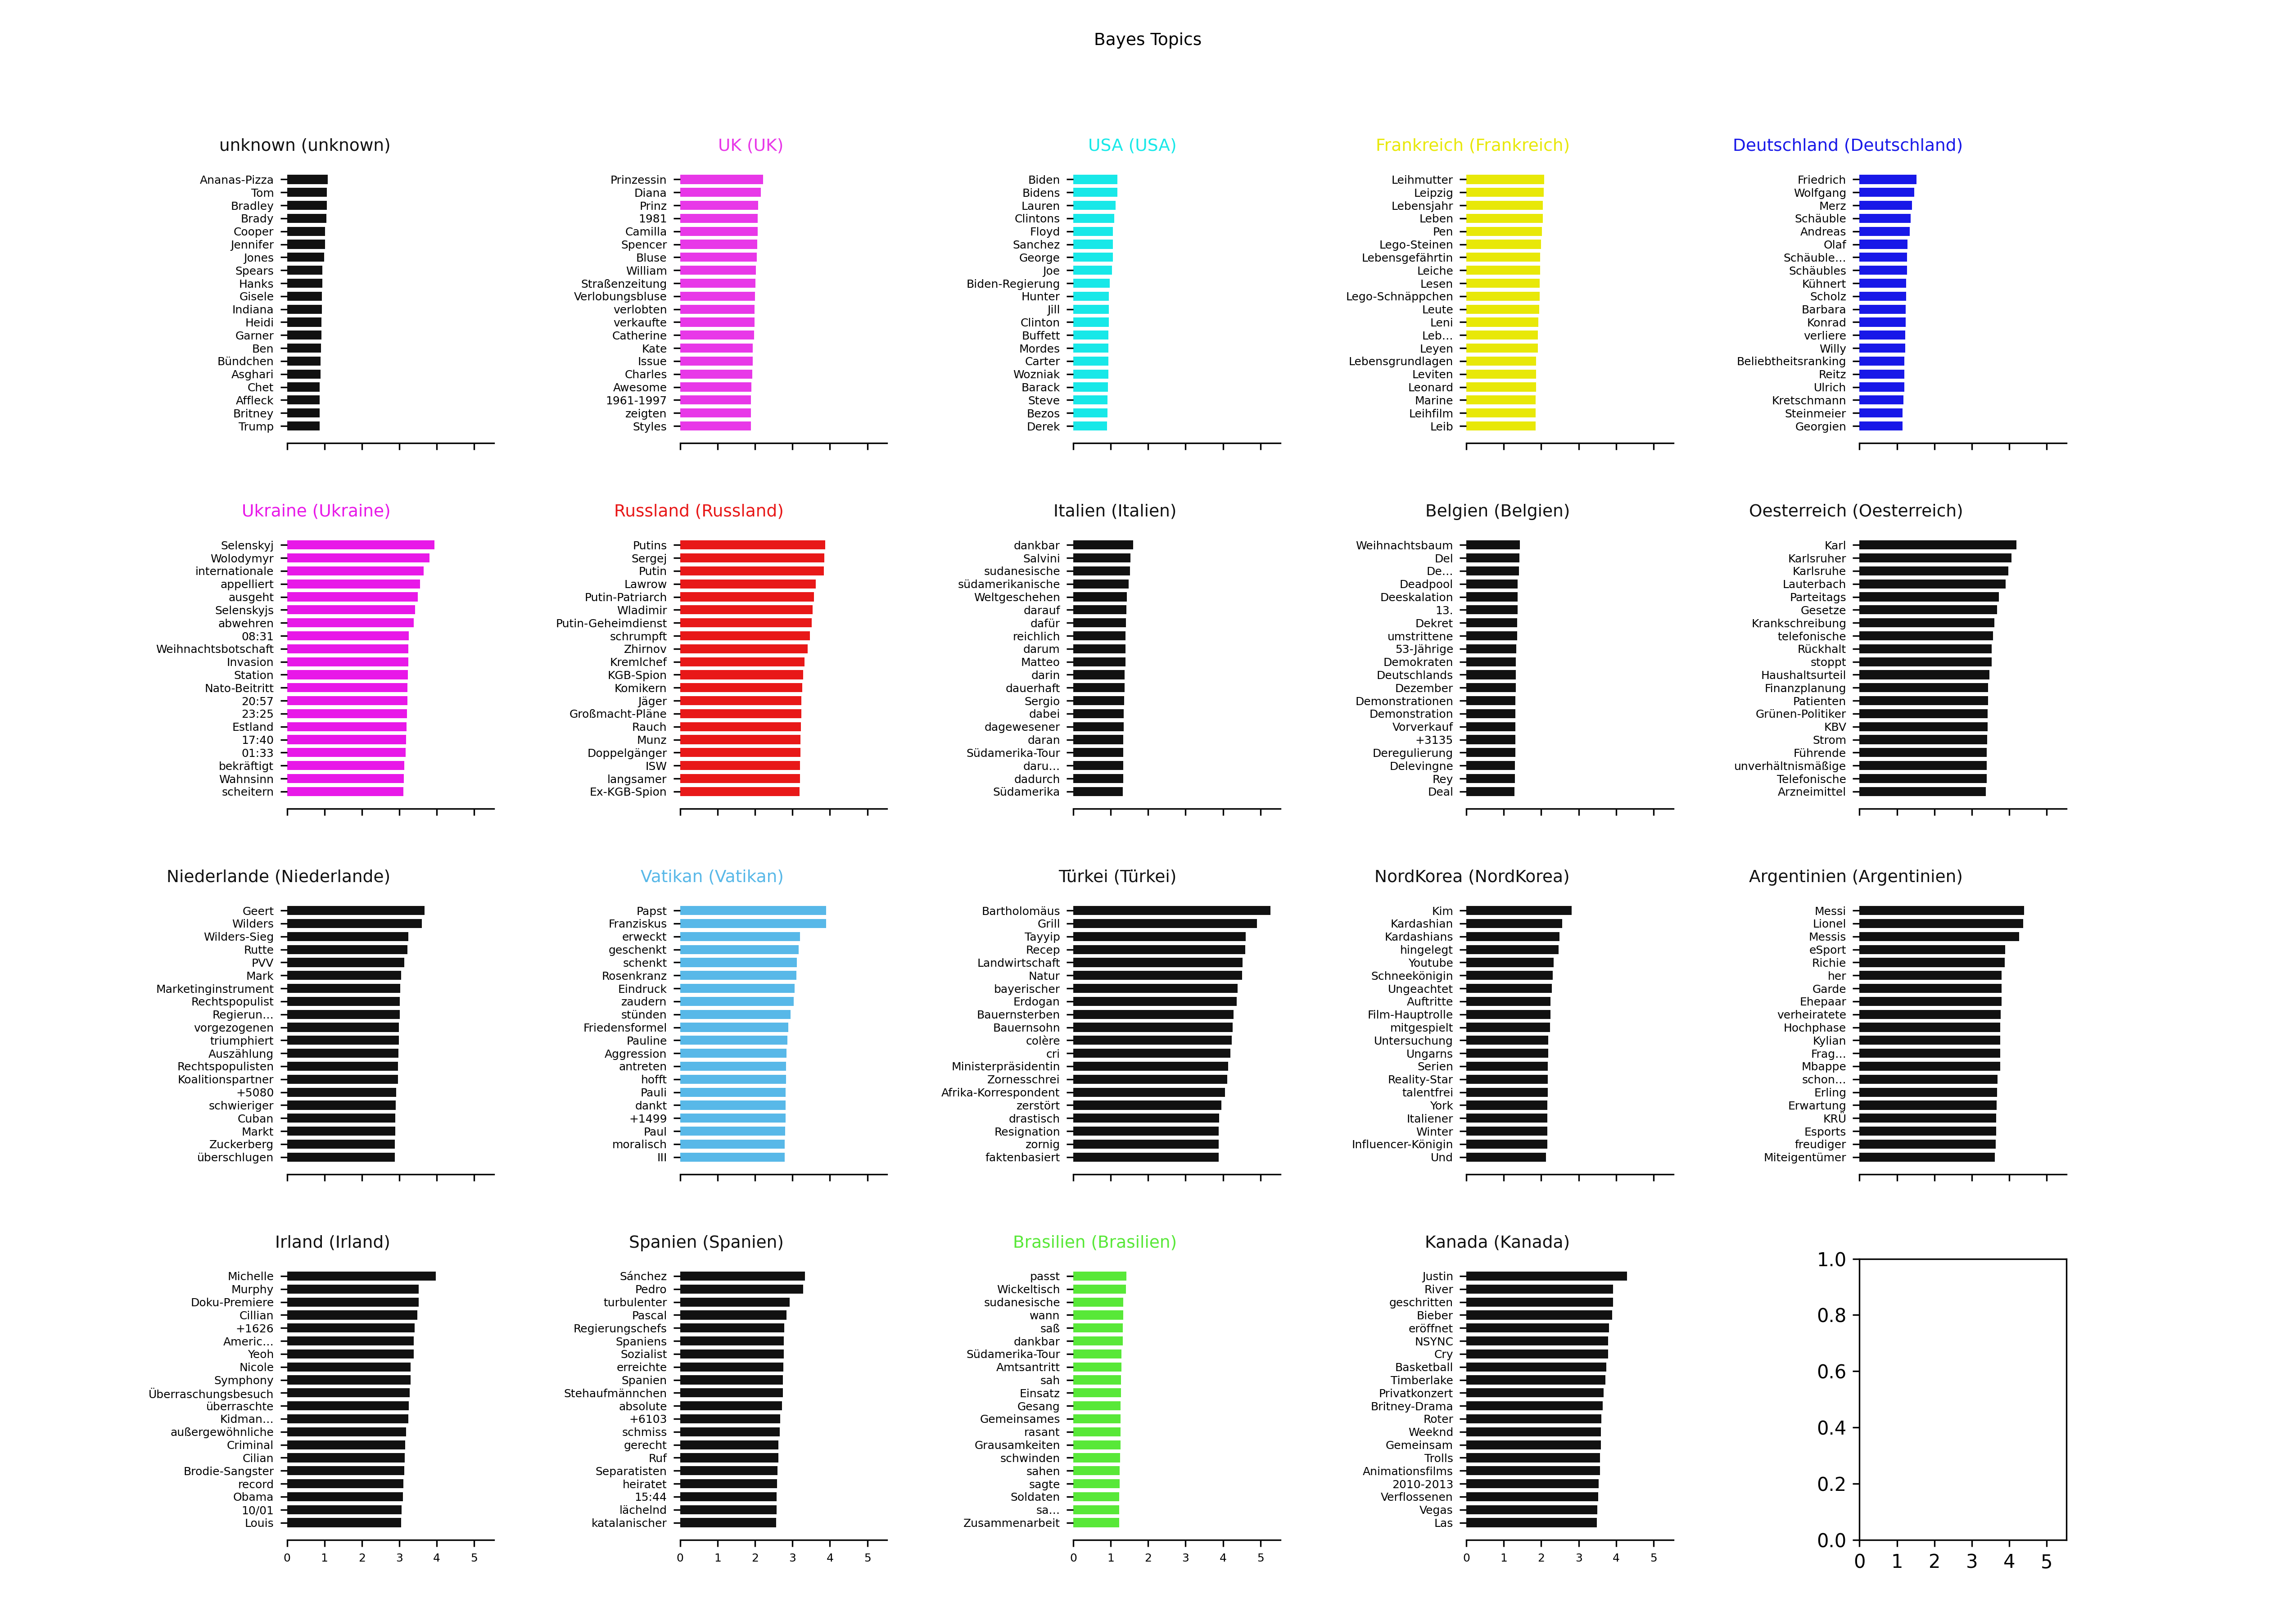 Bayes Topics
unknown (unknown)
Ananas-Pizza
Tom
Bradley
Brady
Cooper
Jennifer
Jones
Spears
Hanks
Gisele
Indiana
Heidi
Garner
Ben
Bündchen
Asghari
Chet
Affleck
Britney
Trump
UK (UK)
Prinzessin
Diana
Prinz
1981
Camilla
Spencer
Bluse
William
Straßenzeitung
Verlobungsbluse
verlobten
verkaufte
Catherine
Kate
Issue
Charles
Awesome
1961-1997
zeigten
Styles
USA (USA)
Biden
Bidens
Lauren
Clintons
Floyd
Sanchez
George
Joe
Biden-Regierung
Hunter
Jill
Clinton
Buffett
Mordes
Carter
Wozniak
Barack
Steve
Bezos
Derek
Frankreich (Frankreich)
Leihmutter
Leipzig
Lebensjahr
Leben
Pen
Lego-Steinen
Lebensgefährtin
Leiche
Lesen
Lego-Schnäppchen
Leute
Leni
Leb...
Leyen
Lebensgrundlagen
Leviten
Leonard
Marine
Leihfilm
Leib
Deutschland (Deutschland)
Friedrich
Wolfgang
Merz
Schäuble
Andreas
Olaf
Schäuble...
Schäubles
Kühnert
Scholz
Barbara
Konrad
verliere
Willy
Beliebtheitsranking
Reitz
Ulrich
Kretschmann
Steinmeier
Georgien
Ukraine (Ukraine)
Selenskyj
Wolodymyr
internationale
appelliert
ausgeht
Selenskyjs
abwehren
08:31
Weihnachtsbotschaft
Invasion
Station
Nato-Beitritt
20:57
23:25
Estland
17:40
01:33
bekräftigt
Wahnsinn
scheitern
Russland (Russland)
Putins
Sergej
Putin
Lawrow
Putin-Patriarch
Wladimir
Putin-Geheimdienst
schrumpft
Zhirnov
Kremlchef
KGB-Spion
Komikern
Jäger
Großmacht-Pläne
Rauch
Munz
Doppelgänger
ISW
langsamer
Ex-KGB-Spion
Italien (Italien)
dankbar
Salvini
sudanesische
südamerikanische
Weltgeschehen
darauf
dafür
reichlich
darum
Matteo
darin
dauerhaft
Sergio
dabei
dagewesener
daran
Südamerika-Tour
daru...
dadurch
Südamerika
Belgien (Belgien)
Weihnachtsbaum
Del
De...
Deadpool
Deeskalation
13.
Dekret
umstrittene
53-Jährige
Demokraten
Deutschlands
Dezember
Demonstrationen
Demonstration
Vorverkauf
+3135
Deregulierung
Delevingne
Rey
Deal
Oesterreich (Oesterreich)
Karl
Karlsruher
Karlsruhe
Lauterbach
Parteitags
Gesetze
Krankschreibung
telefonische
Rückhalt
stoppt
Haushaltsurteil
Finanzplanung
Patienten
Grünen-Politiker
KBV
Strom
Führende
unverhältnismäßige
Telefonische
Arzneimittel
Niederlande (Niederlande)
Geert
Wilders
Wilders-Sieg
Rutte
PVV
Mark
Marketinginstrument
Rechtspopulist
Regierun...
vorgezogenen
triumphiert
Auszählung
Rechtspopulisten
Koalitionspartner
+5080
schwieriger
Cuban
Markt
Zuckerberg
überschlugen
Vatikan (Vatikan)
Papst
Franziskus
erweckt
geschenkt
schenkt
Rosenkranz
Eindruck
zaudern
stünden
Friedensformel
Pauline
Aggression
antreten
hofft
Pauli
dankt
+1499
Paul
moralisch
III
Türkei (Türkei)
Bartholomäus
Grill
Tayyip
Recep
Landwirtschaft
Natur
bayerischer
Erdogan
Bauernsterben
Bauernsohn
colère
cri
Ministerpräsidentin
Zornesschrei
Afrika-Korrespondent
zerstört
drastisch
Resignation
zornig
faktenbasiert
NordKorea (NordKorea)
Kim
Kardashian
Kardashians
hingelegt
Youtube
Schneekönigin
Ungeachtet
Auftritte
Film-Hauptrolle
mitgespielt
Untersuchung
Ungarns
Serien
Reality-Star
talentfrei
York
Italiener
Winter
Influencer-Königin
Und
Argentinien (Argentinien)
Messi
Lionel
Messis
eSport
Richie
her
Garde
Ehepaar
verheiratete
Hochphase
Kylian
Frag...
Mbappe
schon...
Erling
Erwartung
KRÜ
Esports
freudiger
Miteigentümer
Irland (Irland)
Michelle
Murphy
Doku-Premiere
Cillian
+1626
Americ...
Yeoh
Nicole
Symphony
Überraschungsbesuch
überraschte
Kidman...
außergewöhnliche
Criminal
Cilian
Brodie-Sangster
record
Obama
10/01
Louis
0 1 2 3 4 5
Spanien (Spanien)
Sánchez
Pedro
turbulenter
Pascal
Regierungschefs
Spaniens
Sozialist
erreichte
Spanien
Stehaufmännchen
absolute
+6103
schmiss
gerecht
Ruf
Separatisten
heiratet
15:44
lächelnd
katalanischer
0 1 2 3 4 5
Brasilien (Brasilien)
passt
Wickeltisch
sudanesische
wann
saß
dankbar
Südamerika-Tour
Amtsantritt
sah
Einsatz
Gesang
Gemeinsames
rasant
Grausamkeiten
schwinden
sahen
sagte
Soldaten
sa...
Zusammenarbeit
0 1 2 3 4 5
Kanada (Kanada)
Justin
River
geschritten
Bieber
eröffnet
NSYNC
Cry
Basketball
Timberlake
Privatkonzert
Britney-Drama
Roter
Weeknd
Gemeinsam
Trolls
Animationsfilms
2010-2013
Verflossenen
Vegas
Las
0 1 2 3 4 5
1.0
0.8
0.6
0.4
0.2
0.0
0 1 2 3 4 5